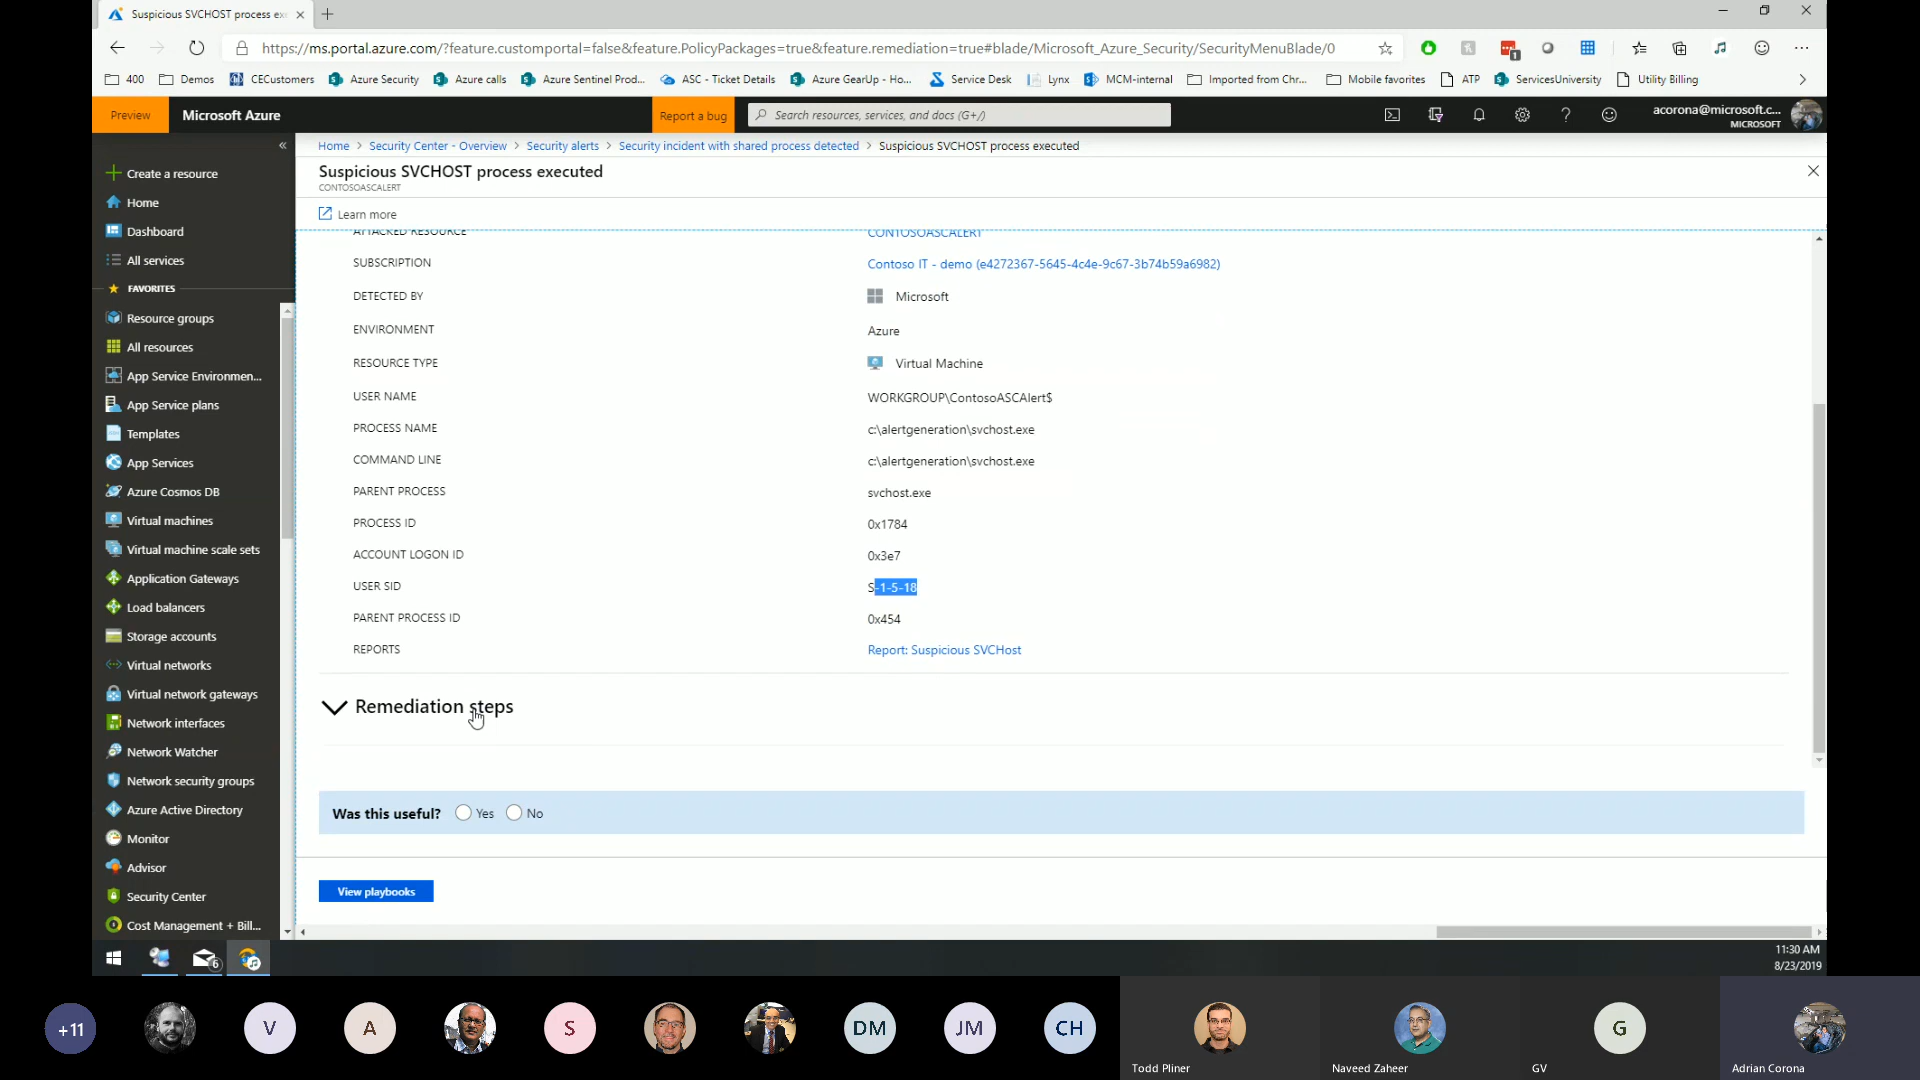 Suspicious SVCHOST process exe
https://ms.portal.azure.com/?feature.customportal=false&feature.PolicyPackages=true&feature.remediation=true#blade/Microsoft_Azure_Security/SecurityMenuBlade/0
1
400 Demos CECustomers Azure Security Azure calls Azure Sentinel Prod... ASC - Ticket Details Azure GearUp - Ho... Service Desk Lynx MCM-internal Imported from Chr... Mobile favorites ATP ServicesUniversity Utility Billing
Preview Microsoft Azure Report a bug Search resources, services, and docs (G+/) acorona@microsoft.c...
MICROSOFT
Home > Security Center - Overview > Security alerts > Security incident with shared process detected > Suspicious SVCHOST process executed
Suspicious SVCHOST process executed
CONTOSOASCALERT
Learn more
Create a resource
Home
Dashboard
All services
FAVORITES
Resource groups
All resources
App Service Environmen...
App Service plans
Templates
App Services
Azure Cosmos DB
Virtual machines
Virtual machine scale sets
Application Gateways
Load balancers
Storage accounts
Virtual networks
Virtual network gateways
Network interfaces
Network Watcher
Network security groups
Azure Active Directory
Monitor
Advisor
Security Center
Cost Management + Bill...
ATTACKED RESOURCE CONTOSOASCALERT
SUBSCRIPTION Contoso IT - demo (e4272367-5645-4c4e-9c67-3b74b59a6982)
DETECTED BY Microsoft
ENVIRONMENT Azure
RESOURCE TYPE Virtual Machine
USER NAME WORKGROUP\ContosoASCAlert$
PROCESS NAME c:\alertgeneration\svchost.exe
COMMAND LINE c:\alertgeneration\svchost.exe
PARENT PROCESS svchost.exe
PROCESS ID 0x1784
ACCOUNT LOGON ID 0x3e7
USER SID S-1-5-18
PARENT PROCESS ID 0x454
REPORTS Report: Suspicious SVCHost
Remediation steps
Was this useful? Yes No
View playbooks
6
11:30 AM
8/23/2019
+11 V A S DM JM CH G
Todd Pliner Naveed Zaheer GV Adrian Corona